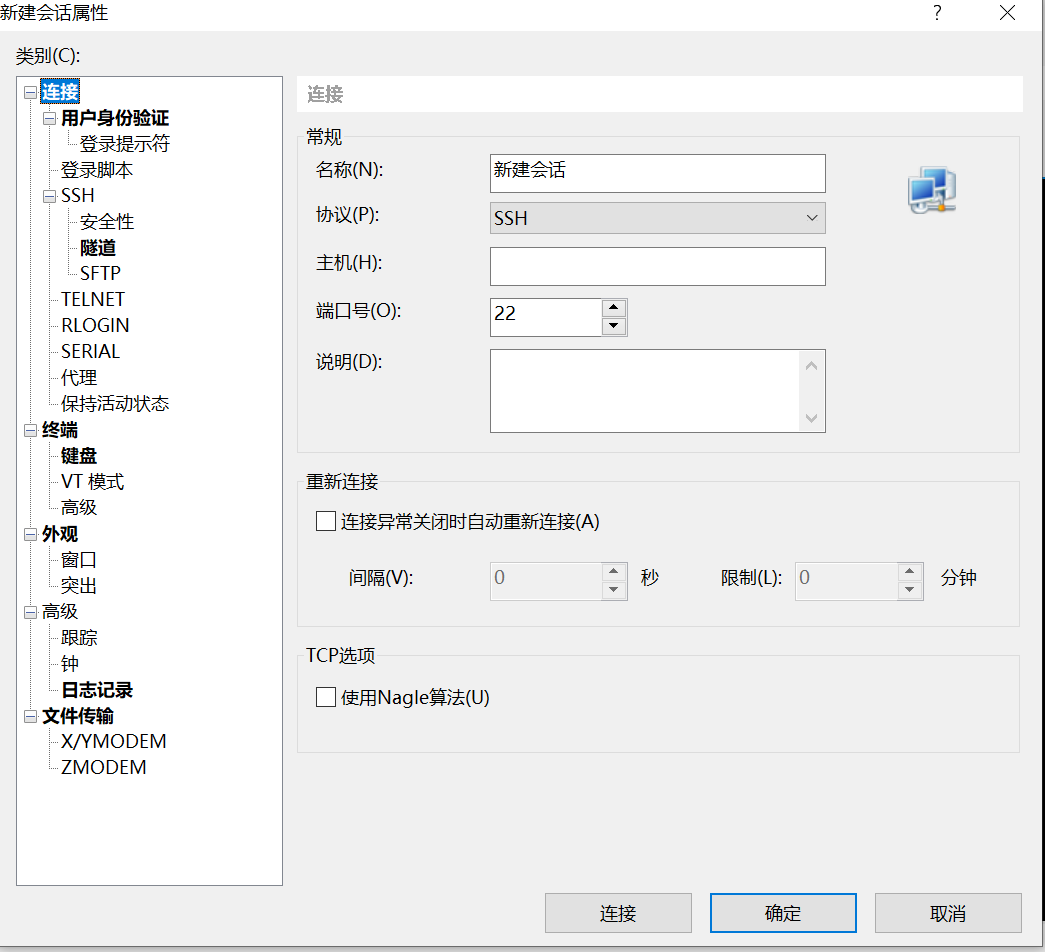 新建会话属性
?
类别(C):
连接
用户身份验证
登录提示符
登录脚本
SSH
安全性
隧道
SFTP
TELNET
RLOGIN
SERIAL
代理
保持活动状态
终端
键盘
VT 模式
高级
外观
窗口
突出
高级
跟踪
钟
日志记录
文件传输
X/YMODEM
ZMODEM
连接
常规
名称(N): 新建会话
协议(P): SSH
主机(H):
端口号(O): 22
说明(D):
重新连接
连接异常关闭时自动重新连接(A)
间隔(V): 0 秒 限制(L): 0 分钟
TCP选项
使用Nagle算法(U)
连接 确定 取消